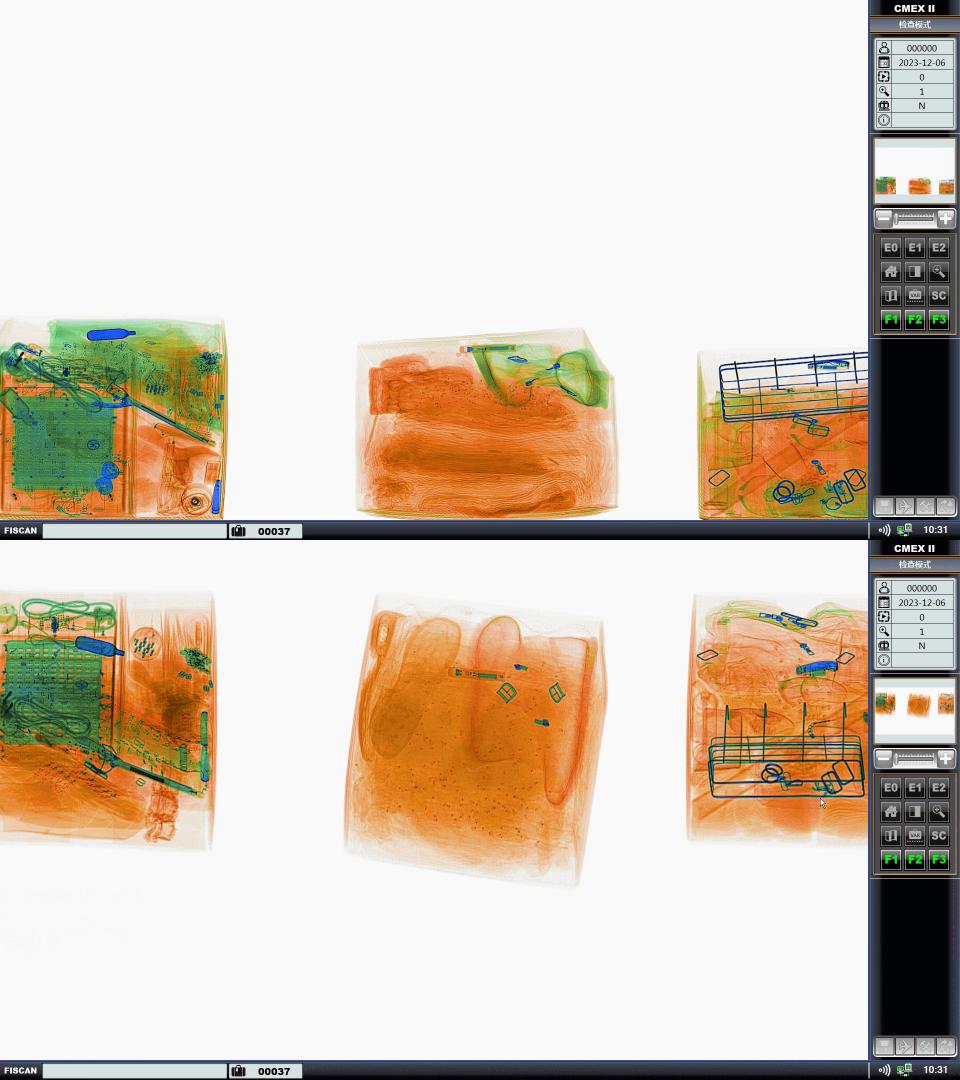 CMEX II
检查模式
000000
2023-12-06
0
1
N
E0 E1 E2
VAR SC
F1 F2 F3
FISCAN 00037 10:31
CMEX II
检查模式
000000
2023-12-06
0
1
N
E0 E1 E2
VAR SC
F1 F2 F3
FISCAN 00037 10:31